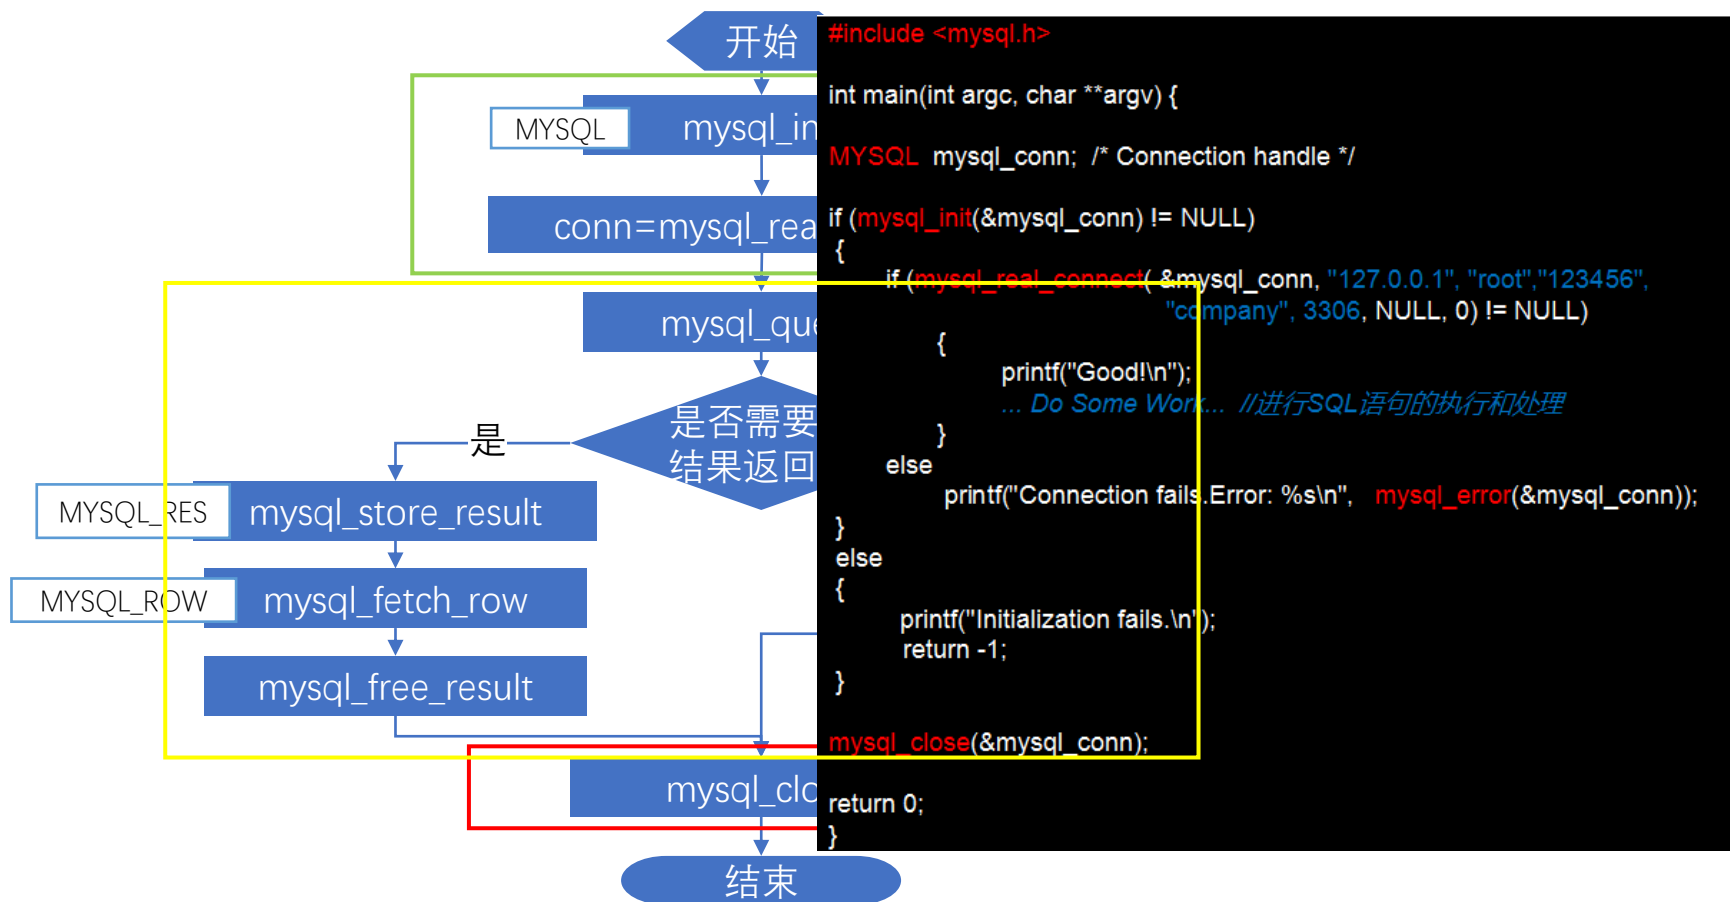 开始
MYSQL
mysql_in
conn=mysql_rea
mysql_que
是否需要
结果返回
是
MYSQL_RES
mysql_store_result
MYSQL_ROW
mysql_fetch_row
mysql_free_result
mysql_clo
结束
#include <mysql.h>
int main(int argc, char **argv) {
MYSQL mysql_conn; /* Connection handle */
if (mysql_init(&mysql_conn) != NULL)
{
if (mysql_real_connect( &mysql_conn, "127.0.0.1", "root","123456",
"company", 3306, NULL, 0) != NULL)
{
printf("Good!\n");
... Do Some Work... //进行SQL语句的执行和处理
}
else
printf("Connection fails.Error: %s\n", mysql_error(&mysql_conn));
}
else
{
printf("Initialization fails.\n");
return -1;
}
mysql_close(&mysql_conn);
return 0;
}